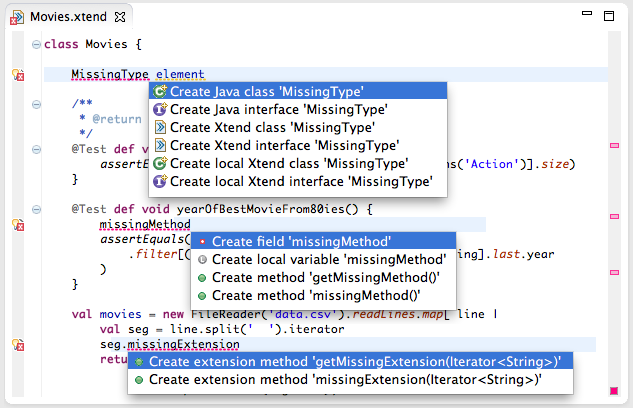 Movies.xtend
class Movies {
MissingType element
Create Java class 'MissingType'
Create Java interface 'MissingType'
Create Xtend class 'MissingType'
Create Xtend interface 'MissingType'
Create local Xtend class 'MissingType'
Create local Xtend interface 'MissingType'
/**
* @return
*/
@Test def v
assertE ns('Action')].size)
}
@Test def void yearOfBestMovieFrom80ies() {
missingMethod
Create field 'missingMethod'
Create local variable 'missingMethod'
Create method 'getMissingMethod()'
Create method 'missingMethod()'
assertEquals(
.filter[( ing].last.year
)
}
val movies = new FileReader('data.csv').readLines.map[ line |
val seg = line.split('  ').iterator
seg.missingExtension
Create extension method 'getMissingExtension(Iterator<String>)'
Create extension method 'missingExtension(Iterator<String>)'
retu